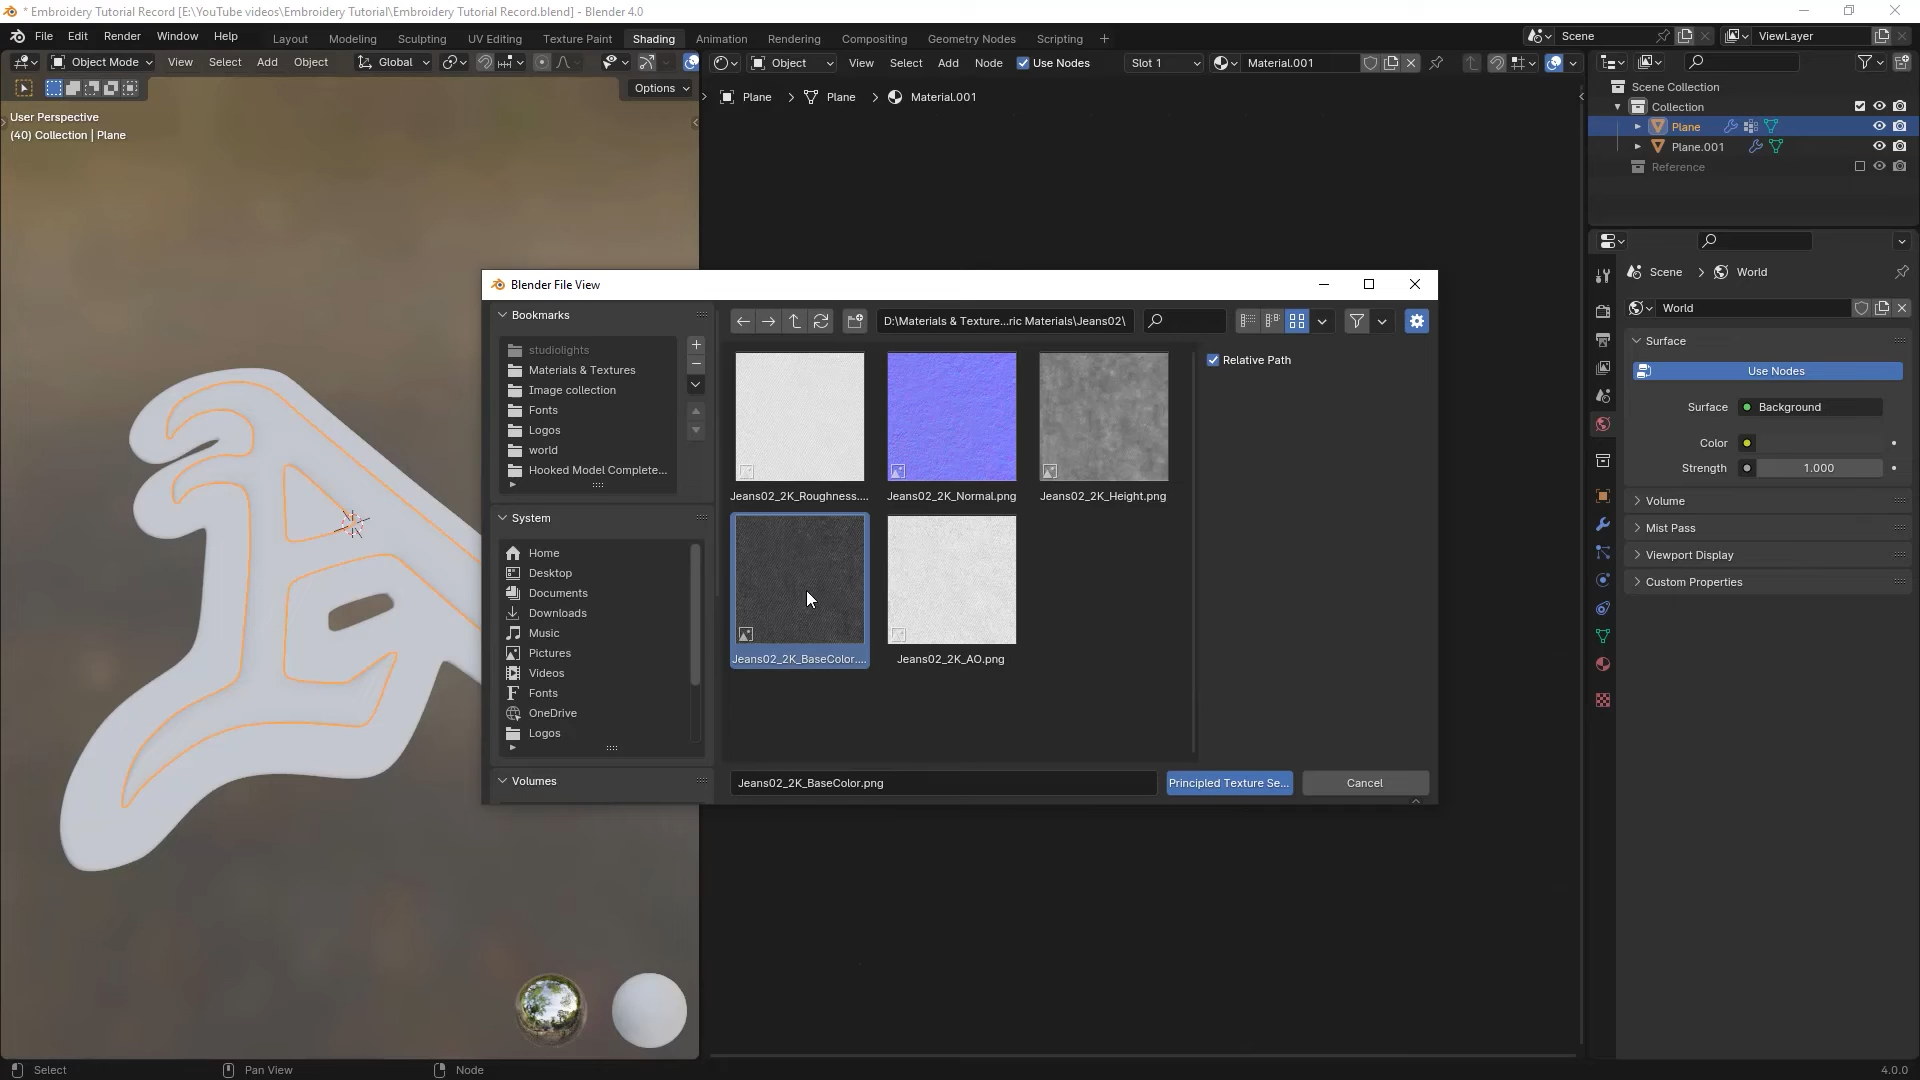 * Embroidery Tutorial Record [E:\YouTube videos\Embroidery Tutorial\Embroidery Tutorial Record.blend] - Blender 4.0
File Edit Render Window Help Layout Modeling Sculpting UV Editing Texture Paint Shading Animation Rendering Compositing Geometry Nodes Scripting + Scene ViewLayer
Object Mode View Select Add Object Global Object View Select Add Node Use Nodes Slot 1 Material.001
Options
Plane > Plane > Material.001
User Perspective
(40) Collection | Plane
Scene Collection
Collection
Plane
Plane.001
Reference
Scene > World
World
Surface
Use Nodes
Surface Background
Color
Strength 1.000
Volume
Mist Pass
Viewport Display
Custom Properties
Blender File View
Bookmarks
studiolights
Materials & Textures
Image collection
Fonts
Logos
world
Hooked Model Complete...
System
Home
Desktop
Documents
Downloads
Music
Pictures
Videos
Fonts
OneDrive
Logos
Volumes
D:\Materials & Texture...ric Materials\Jeans02\
Relative Path
Jeans02_2K_Roughness.... Jeans02_2K_Normal.png Jeans02_2K_Height.png
Jeans02_2K_BaseColor.... Jeans02_2K_AO.png
Jeans02_2K_BaseColor.png Principled Texture Se... Cancel
Select Pan View Node 4.0.0